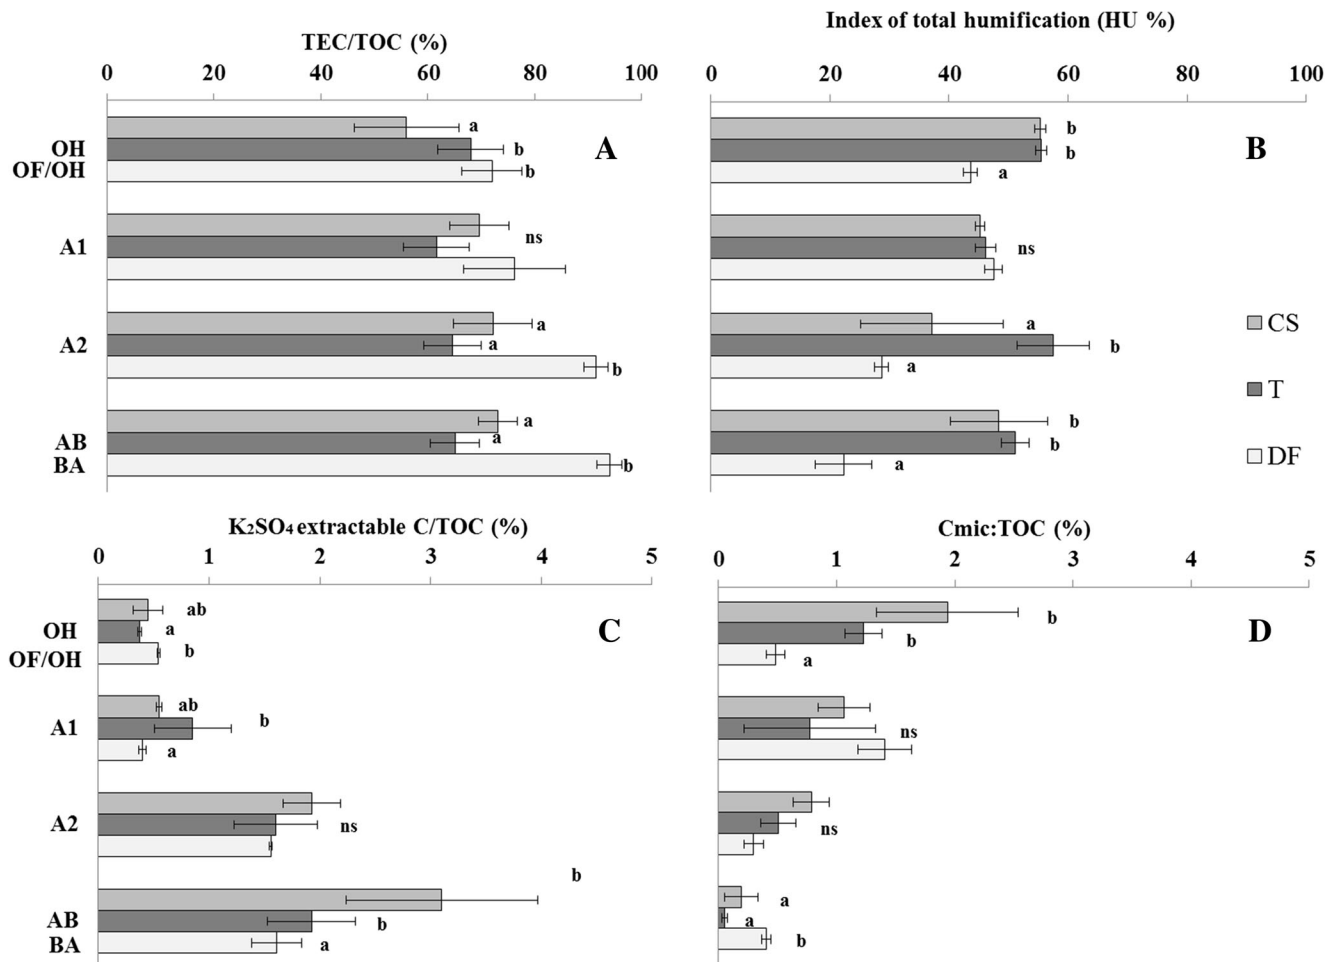 TEC/TOC (%)
0 20 40 60 80 100
A
OH
OF/OH
a
b
b
A1
ns
A2
a
a
b
AB
BA
a
a
b
Index of total humification (HU %)
0 20 40 60 80 100
B
b
b
a
ns
a
b
a
b
b
a
CS
T
DF
K₂SO₄ extractable C/TOC (%)
0 1 2 3 4 5
C
OH
OF/OH
ab
a
b
A1
ab
b
a
A2
ns
AB
BA
b
b
a
Cmic:TOC (%)
0 1 2 3 4 5
D
b
b
a
ns
ns
a
a
b